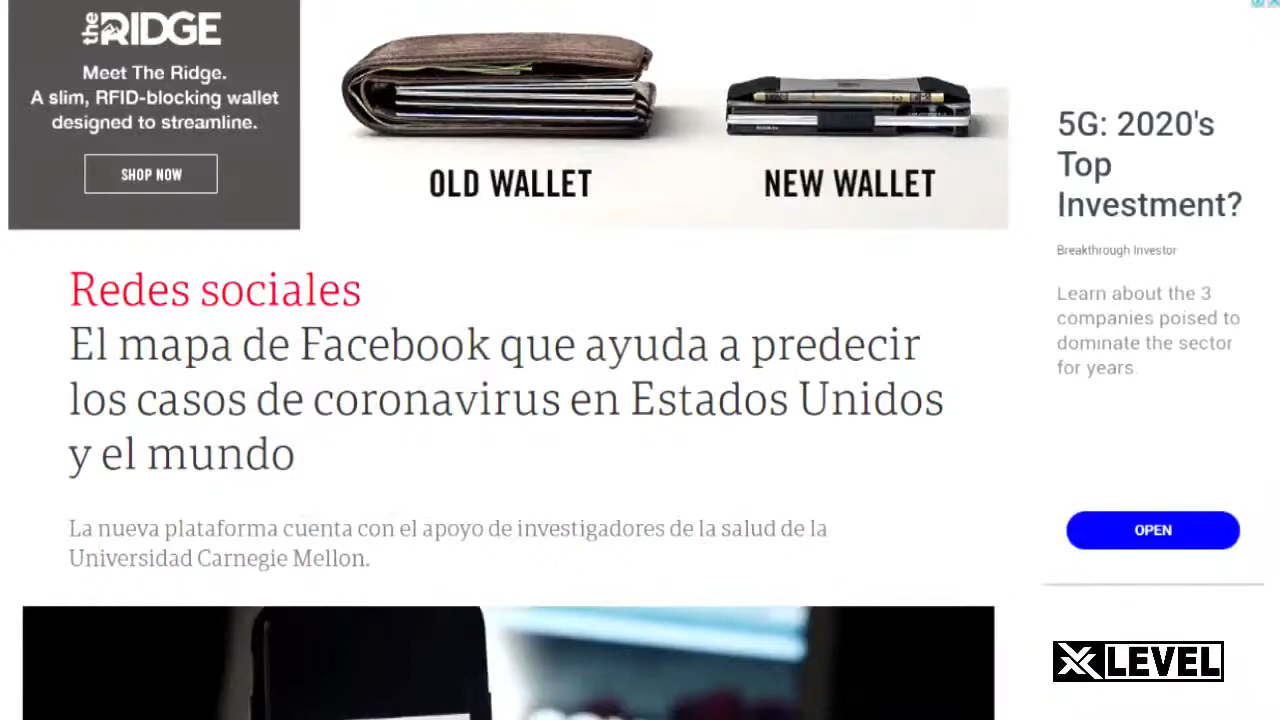 the RIDGE
Meet The Ridge.
A slim, RFID-blocking wallet
designed to streamline.
SHOP NOW
OLD WALLET
NEW WALLET
5G: 2020's
Top
Investment?
Breakthrough Investor
Learn about the 3
companies poised to
dominate the sector
for years.
OPEN
Redes sociales
El mapa de Facebook que ayuda a predecir
los casos de coronavirus en Estados Unidos
y el mundo
La nueva plataforma cuenta con el apoyo de investigadores de la salud de la
Universidad Carnegie Mellon.
X LEVEL